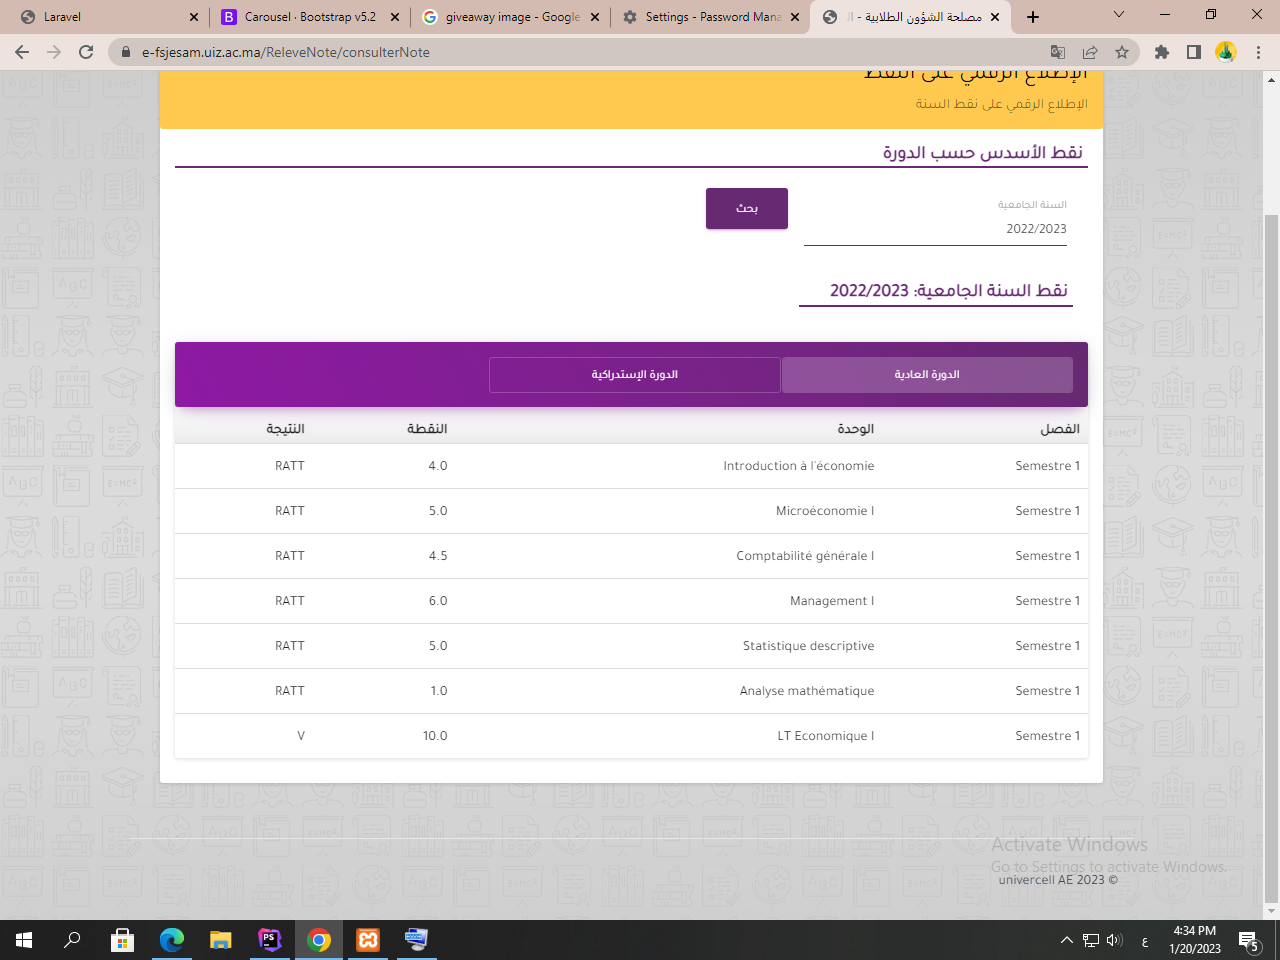 Laravel
Carousel · Bootstrap v5.2
giveaway image - Google
Settings - Password Mana
مصلحة الشؤون الطلابية - ال
e-fsjesam.uiz.ac.ma/ReleveNote/consulterNote
الإطلاع الرقمي على النقط
الإطلاع الرقمي على نقط السنة
نقط الأسدس حسب الدورة
السنة الجامعية
2022/2023
بحث
نقط السنة الجامعية: 2022/2023
الدورة العادية
الدورة الإستدراكية
الفصل الوحدة النقطة النتيجة
Semestre 1 Introduction à l'économie 4.0 RATT
Semestre 1 Microéconomie I 5.0 RATT
Semestre 1 Comptabilité générale I 4.5 RATT
Semestre 1 Management I 6.0 RATT
Semestre 1 Statistique descriptive 5.0 RATT
Semestre 1 Analyse mathématique 1.0 RATT
Semestre 1 LT Economique I 10.0 V
Activate Windows
Go to Settings to activate Windows.
univercell AE 2023 ©
ع
4:34 PM
1/20/2023
5